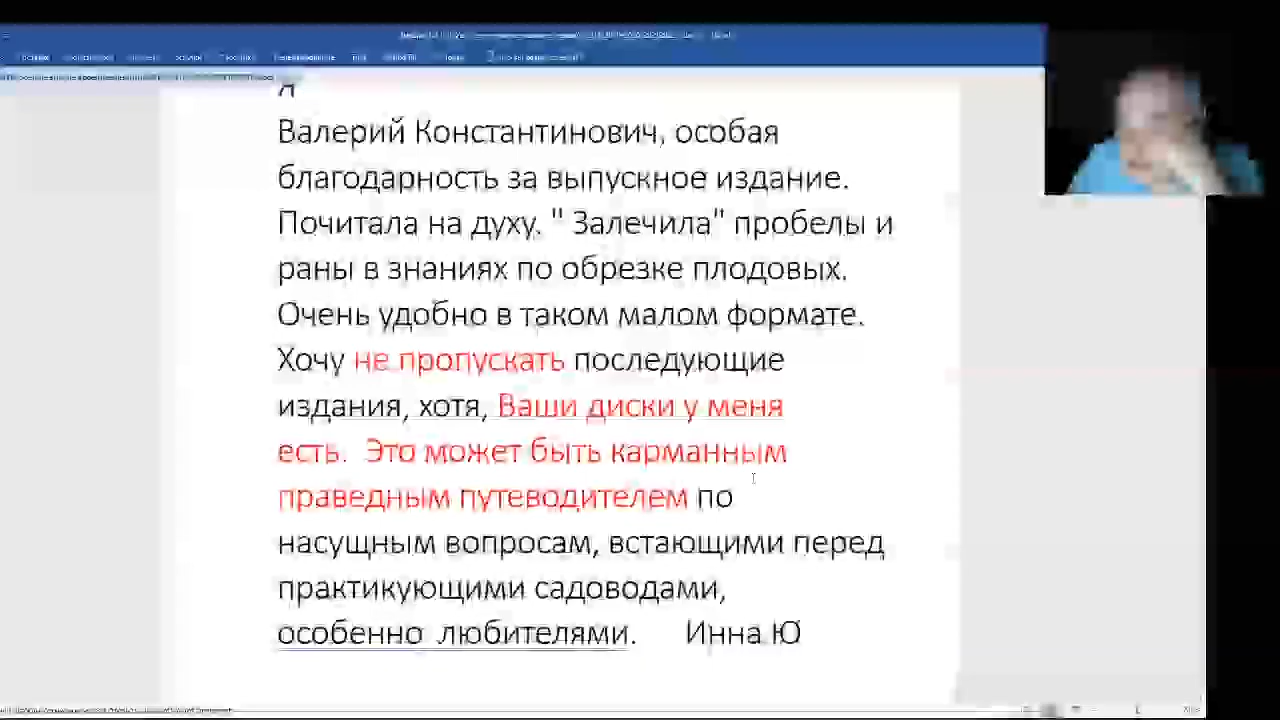 Валерий Константинович, особая
благодарность за выпускное издание.
Почитала на духу. " Залечила" пробелы и
раны в знаниях по обрезке плодовых.
Очень удобно в таком малом формате.
Хочу не пропускать последующие
издания, хотя, Ваши диски у меня
есть.  Это может быть карманным
праведным путеводителем по
насущным вопросам, встающими перед
практикующими садоводами,
особенно  любителями.     Инна Ю